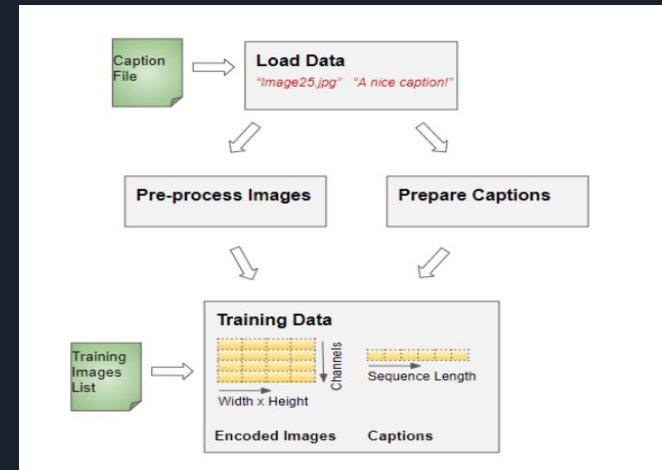 Caption
File
Load Data
"Image25.jpg" "A nice caption!"
Pre-process Images
Prepare Captions
Training
Images
List
Training Data
Channels
Width x Height
Sequence Length
Encoded Images
Captions